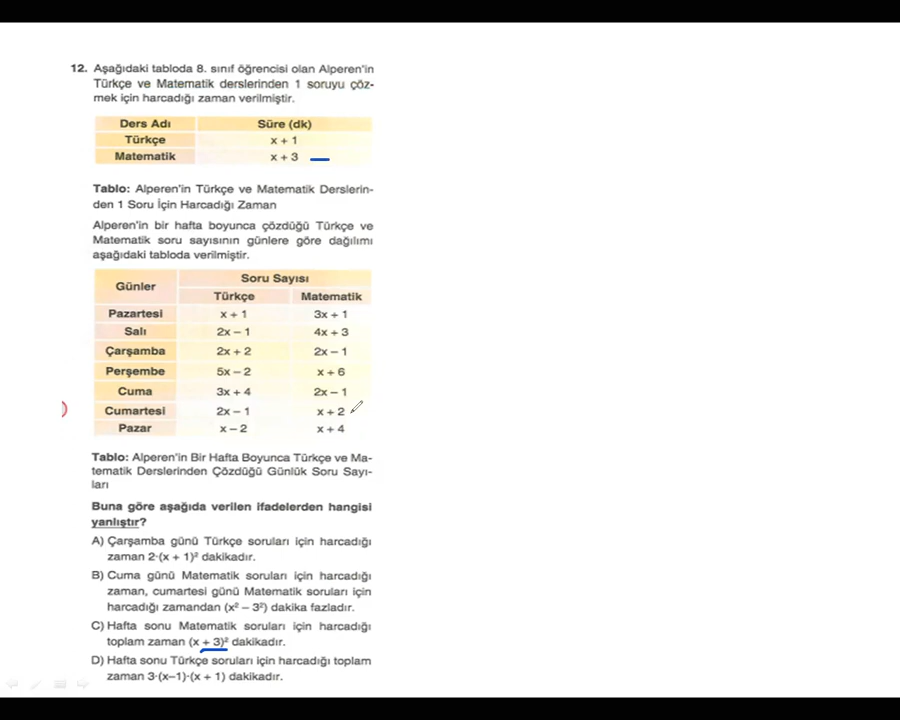 12. Aşağıdaki tabloda 8. sınıf öğrencisi olan Alperen'in
Türkçe ve Matematik derslerinden 1 soruyu çöz-
mek için harcadığı zaman verilmiştir.
Ders Adı Süre (dk)
Türkçe x + 1
Matematik x + 3
Tablo: Alperen'in Türkçe ve Matematik Derslerin-
den 1 Soru İçin Harcadığı Zaman
Alperen'in bir hafta boyunca çözdüğü Türkçe ve
Matematik soru sayısının günlere göre dağılımı
aşağıdaki tabloda verilmiştir.
Günler Soru Sayısı
Türkçe Matematik
Pazartesi x + 1 3x + 1
Salı 2x – 1 4x + 3
Çarşamba 2x + 2 2x – 1
Perşembe 5x – 2 x + 6
Cuma 3x + 4 2x – 1
Cumartesi 2x – 1 x + 2
Pazar x – 2 x + 4
Tablo: Alperen'in Bir Hafta Boyunca Türkçe ve Ma-
tematik Derslerinden Çözdüğü Günlük Soru Sayı-
ları
Buna göre aşağıda verilen ifadelerden hangisi
yanlıştır?
A) Çarşamba günü Türkçe soruları için harcadığı
zaman 2·(x + 1)² dakikadır.
B) Cuma günü Matematik soruları için harcadığı
zaman, cumartesi günü Matematik soruları için
harcadığı zamandan (x² – 3²) dakika fazladır.
C) Hafta sonu Matematik soruları için harcadığı
toplam zaman (x + 3)² dakikadır.
D) Hafta sonu Türkçe soruları için harcadığı toplam
zaman 3·(x–1)·(x + 1) dakikadır.